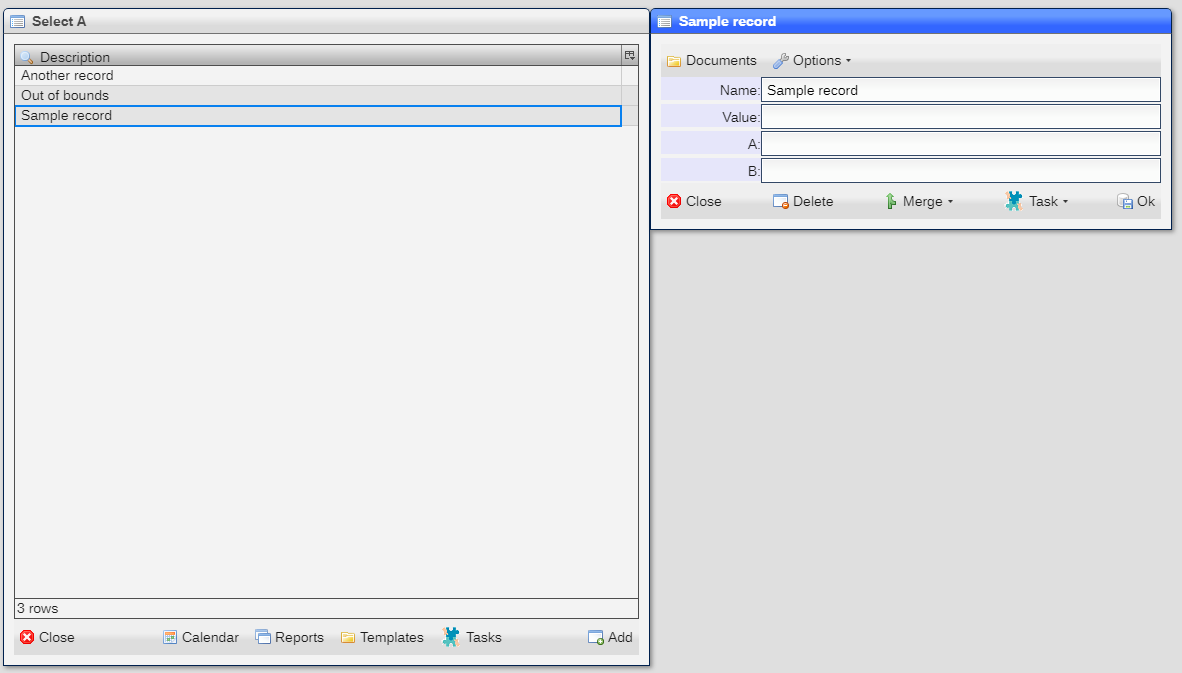 Select A
Description
Another record
Out of bounds
Sample record
3 rows
Close Calendar Reports Templates Tasks Add
Sample record
Documents Options
Name: Sample record
Value:
A:
B:
Close Delete Merge Task Ok